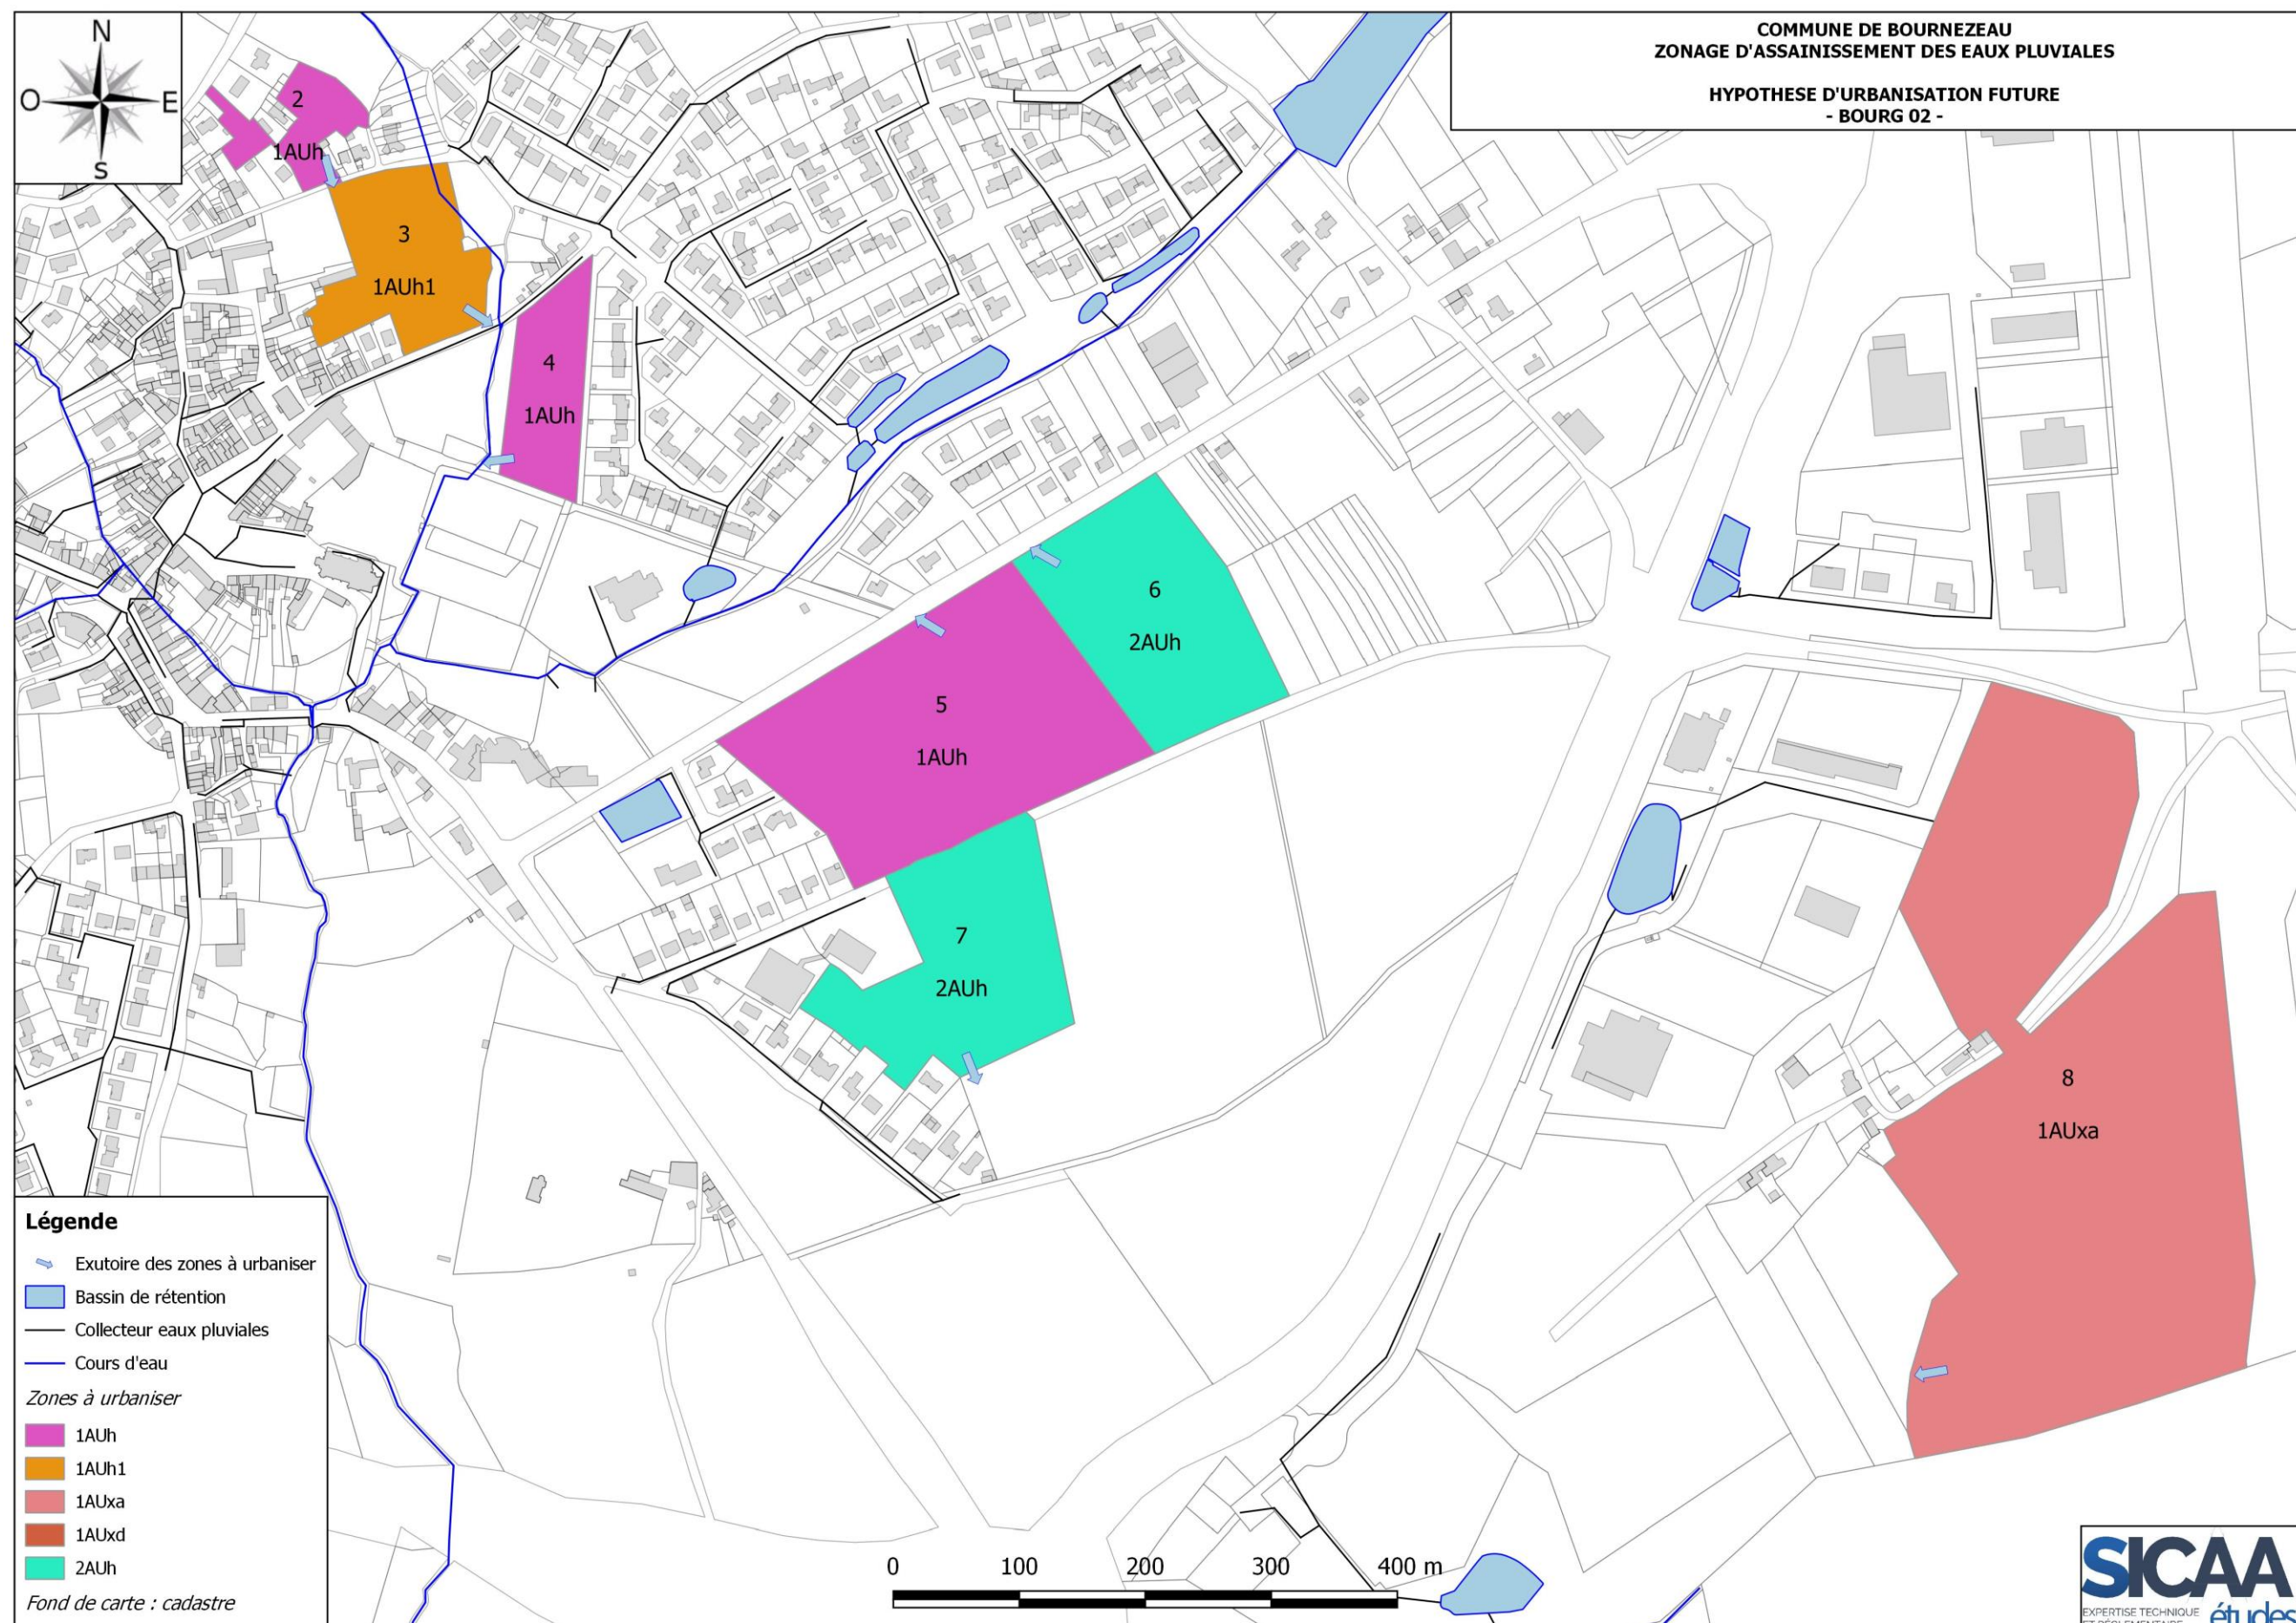 COMMUNE DE BOURNEZEAU
ZONAGE D'ASSAINISSEMENT DES EAUX PLUVIALES
HYPOTHESE D'URBANISATION FUTURE
- BOURG 02 -
N
O
E
S
2
1AUh
3
1AUh1
4
1AUh
5
1AUh
6
2AUh
7
2AUh
8
1AUxa
Légende
Exutoire des zones à urbaniser
Bassin de rétention
Collecteur eaux pluviales
Cours d'eau
Zones à urbaniser
1AUh
1AUh1
1AUxa
1AUxd
2AUh
Fond de carte : cadastre
0 100 200 300 400 m
SICAA
EXPERTISE TECHNIQUE
ET RÉGLEMENTAIRE
études